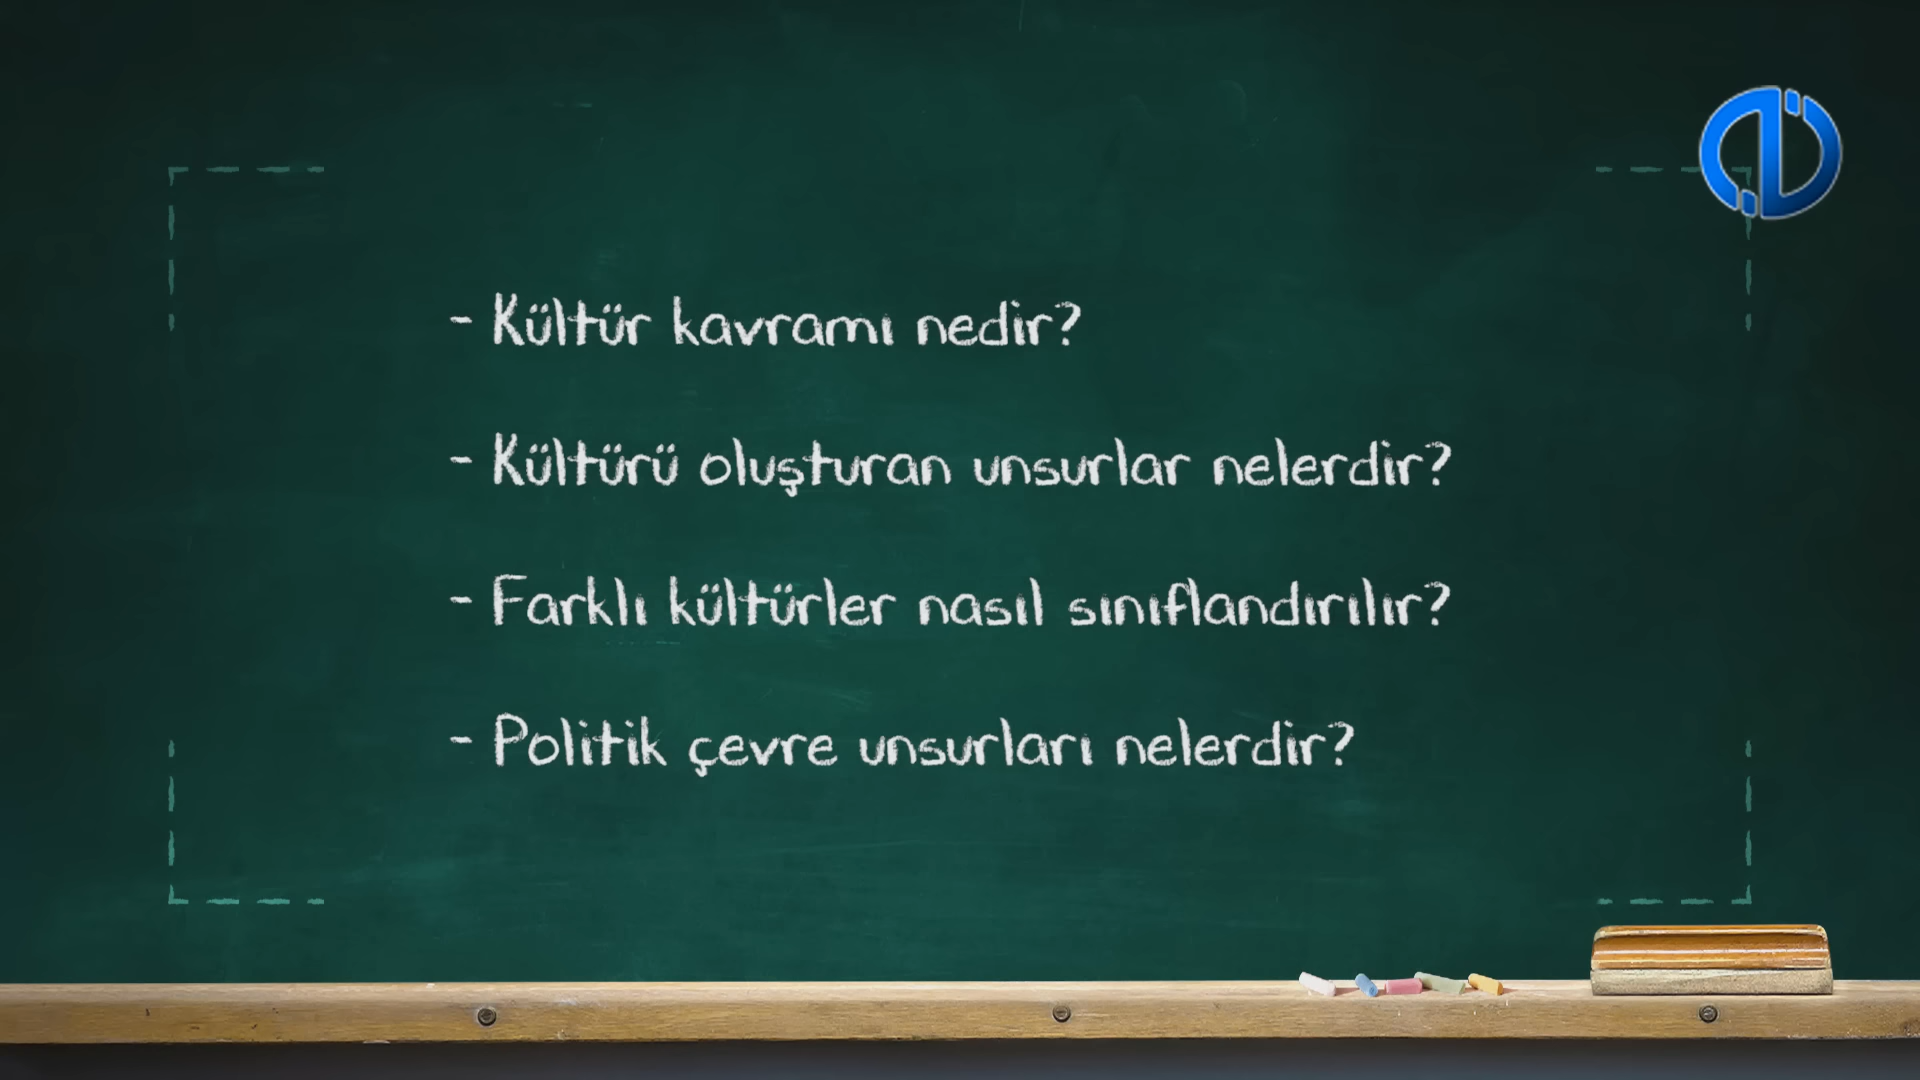 - Kültür kavramı nedir?
- Kültürü oluşturan unsurlar nelerdir?
- Farklı kültürler nasıl sınıflandırılır?
- Politik çevre unsurları nelerdir?